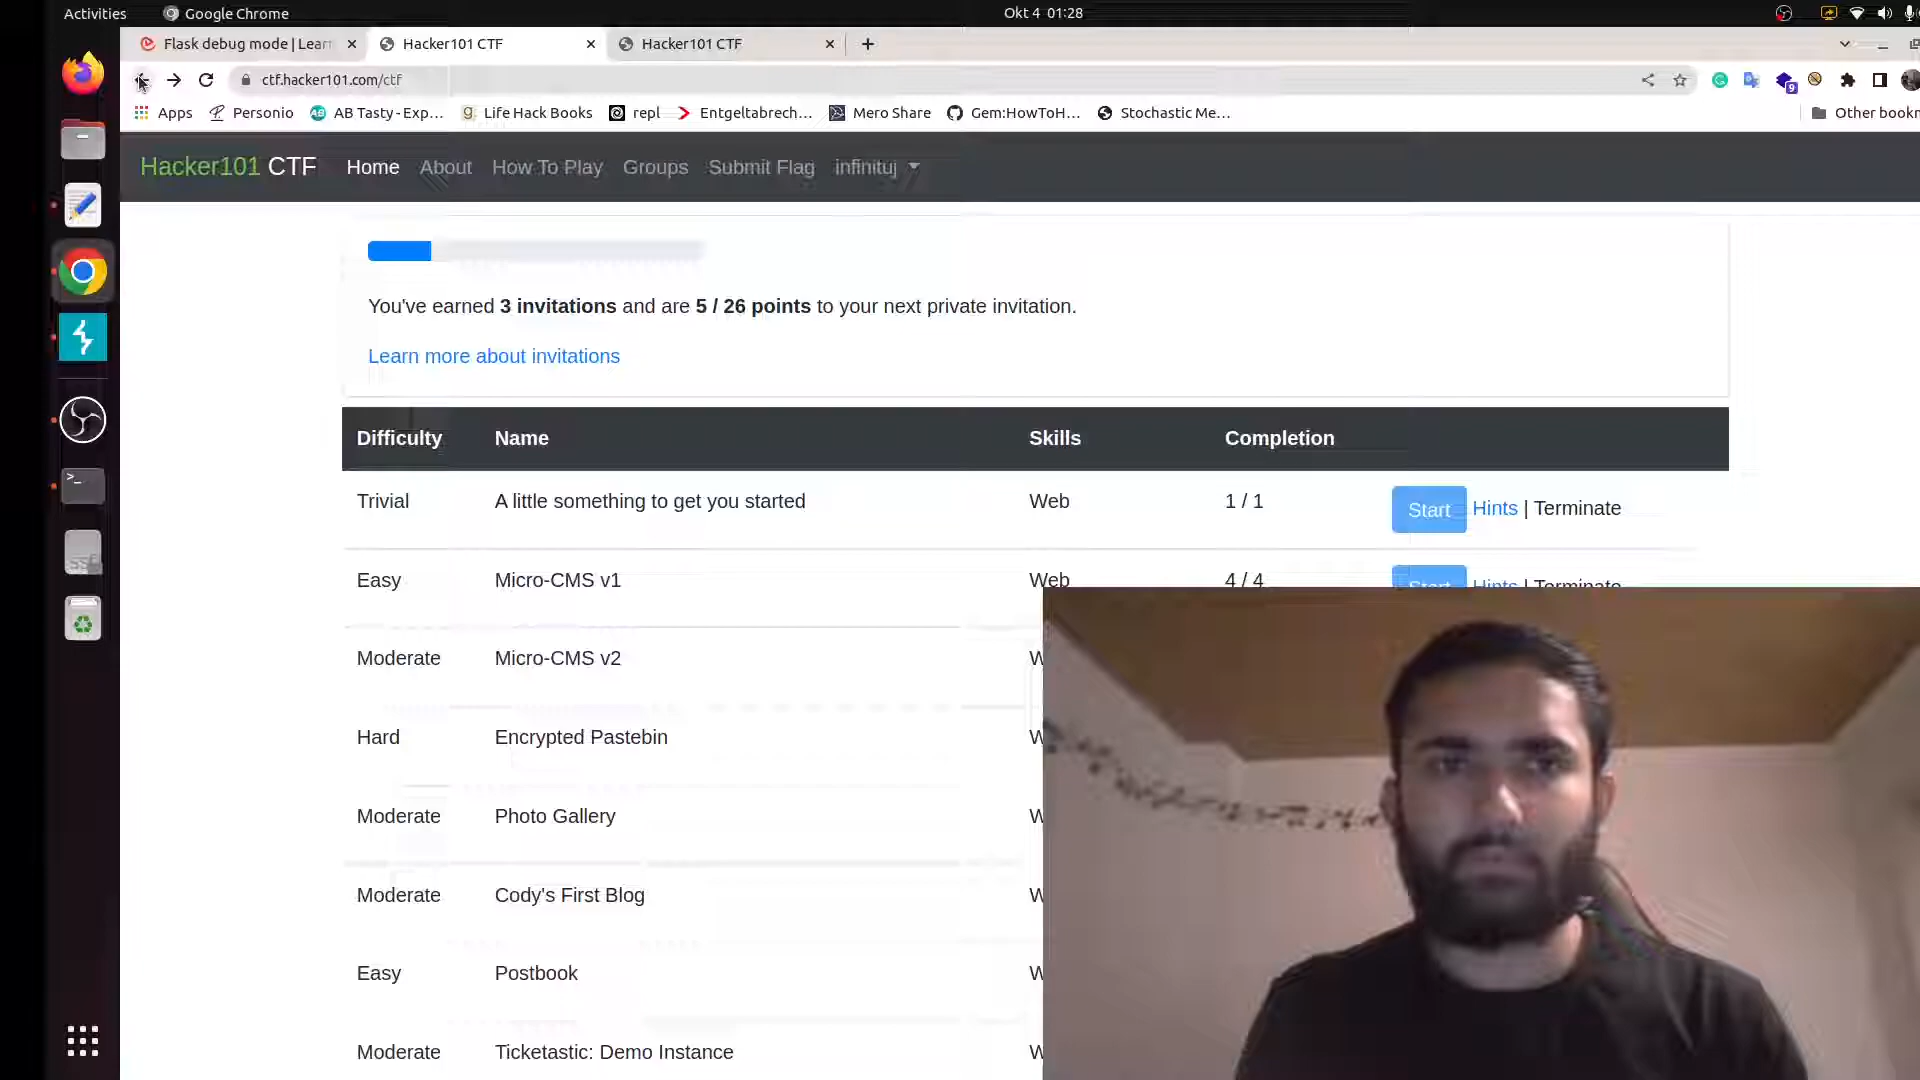 Activities Google Chrome Okt 4 01:28
Flask debug mode | Lear Hacker101 CTF Hacker101 CTF
ctf.hacker101.com/ctf
Apps Personio AB Tasty - Exp... Life Hack Books repl Entgeltabrech... Mero Share Gem:HowToH... Stochastic Me... Other bookm
Hacker101 CTF Home About How To Play Groups Submit Flag infinituj
You've earned 3 invitations and are 5 / 26 points to your next private invitation.
Learn more about invitations
Difficulty Name Skills Completion
Trivial A little something to get you started Web 1 / 1 Start Hints | Terminate
Easy Micro-CMS v1 Web 4 / 4 Start Hints | Terminate
Moderate Micro-CMS v2 W
Hard Encrypted Pastebin W
Moderate Photo Gallery W
Moderate Cody's First Blog W
Easy Postbook W
Moderate Ticketastic: Demo Instance W